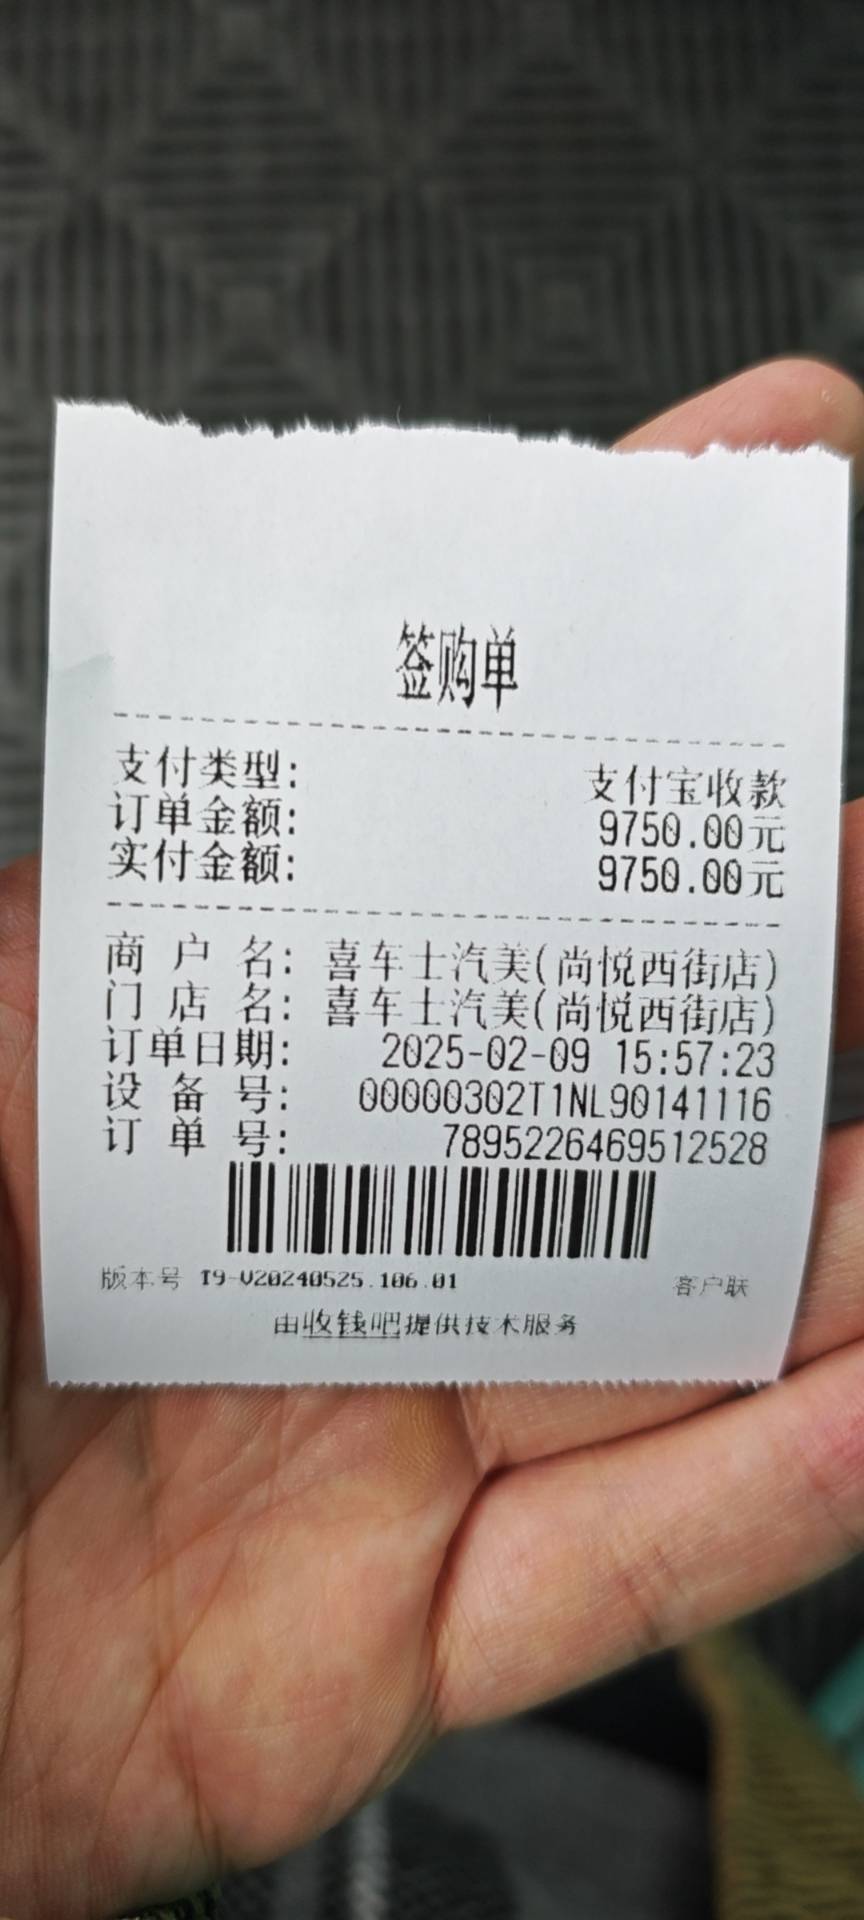 签购单
支付类型: 支付宝收款
订单金额: 9750.00元
实付金额: 9750.00元
商 户 名: 喜车士汽美(尚悦西街店)
门 店 名: 喜车士汽美(尚悦西街店)
订单日期: 2025-02-09 15:57:23
设 备 号: 00000302T1NL90141116
订 单 号: 7895226469512528
版本号 T9-V20240525.106.01 客户联
由收钱吧提供技术服务